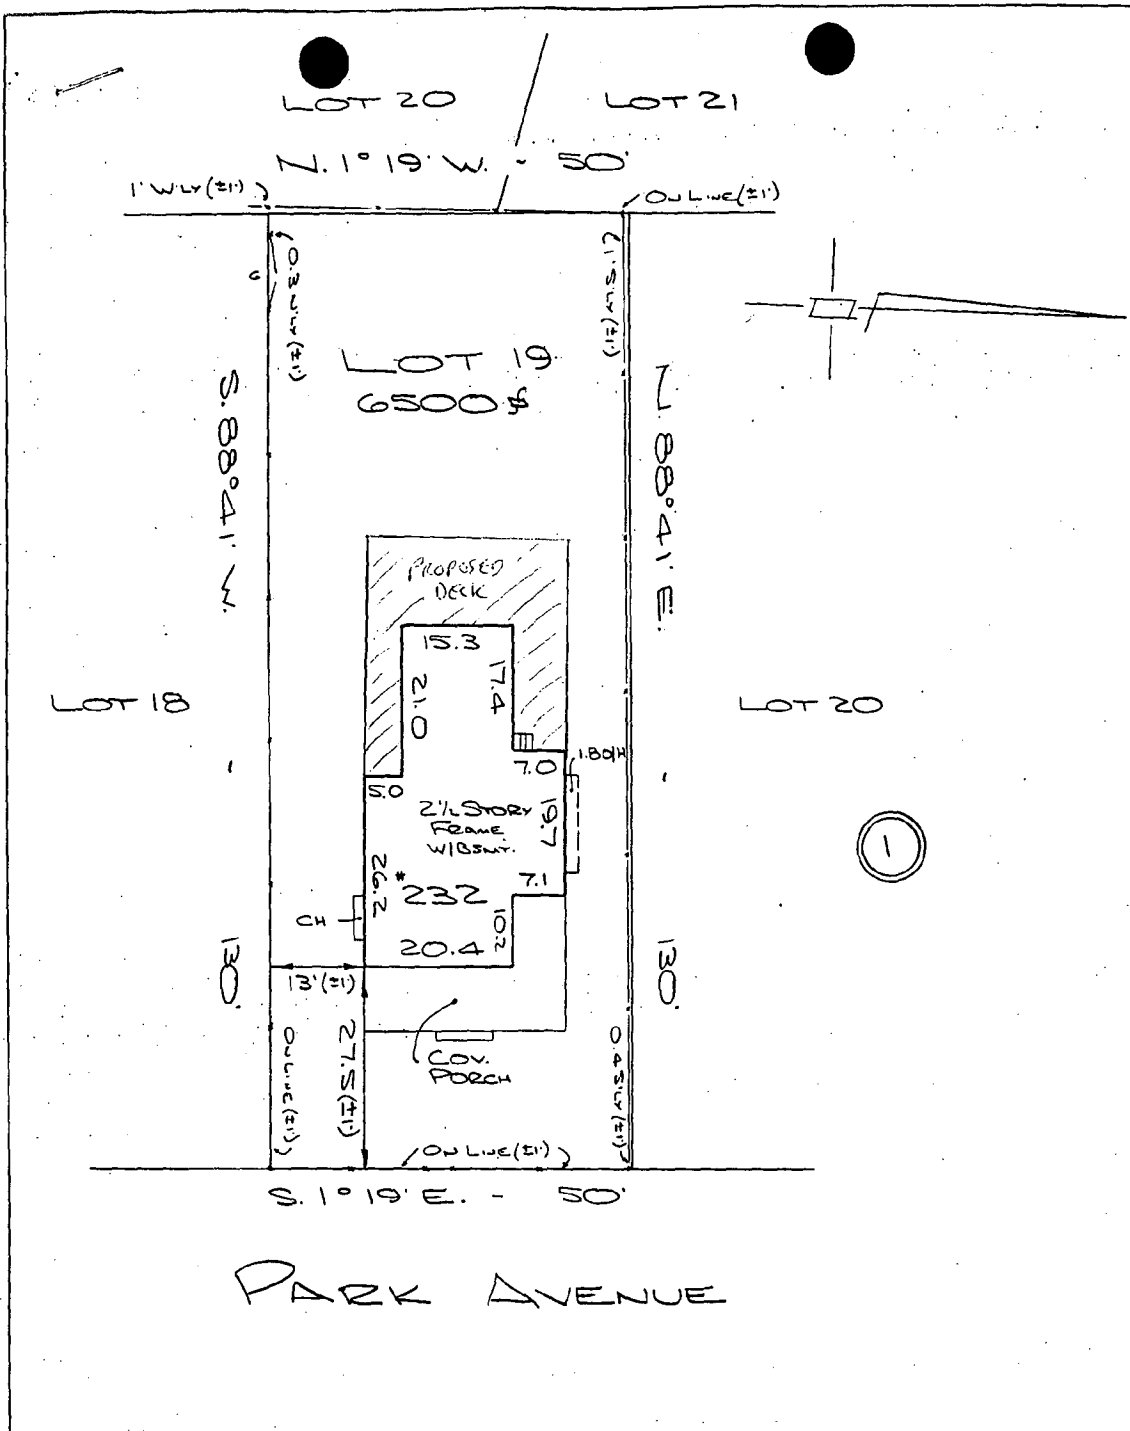 LOT 20
LOT 21
N. 1° 19' W. - 50'
1' W'LY (±1')
ON LINE (±1')
0.3 N'LY (±1')
1' S'LY (±1')
LOT 19
6500
S. 88° 41' W. - 130'
N. 88° 41' E. - 130'
PROPOSED
DECK
15.3
21.0
17.4
LOT 18
LOT 20
7.0
1.8 O/H
5.0
2½ STORY
FRAME
W/BSMT.
19.7
26.2
7.1
#232
CH
10.2
20.4
13' (±1')
27.5 (±1')
COV.
PORCH
ON LINE (±1')
0.4 S'LY (±1')
ON LINE (±1')
S. 1° 19' E. - 50'
PARK AVENUE
1